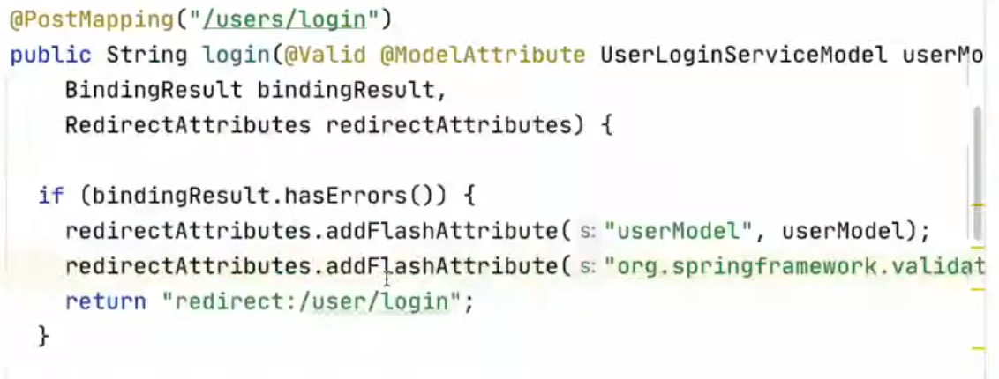 @PostMapping("/users/login")
public String login(@Valid @ModelAttribute UserLoginServiceModel userMo
BindingResult bindingResult,
RedirectAttributes redirectAttributes) {
if (bindingResult.hasErrors()) {
redirectAttributes.addFlashAttribute( s: "userModel", userModel);
redirectAttributes.addFlashAttribute( s: "org.springframework.validat
return "redirect:/user/login";
}